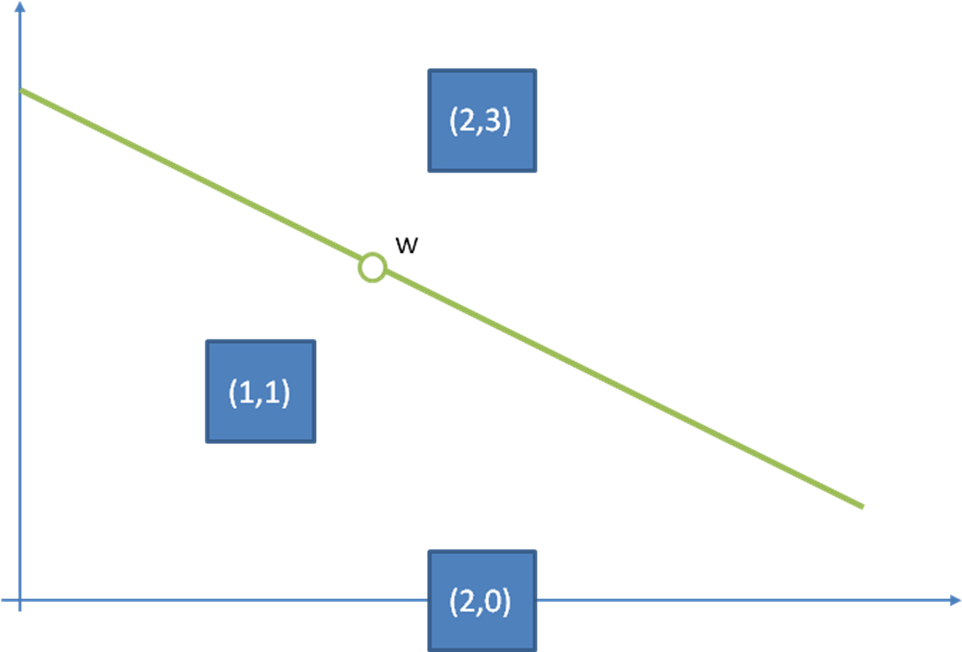 (2,3)
w
(1,1)
(2,0)